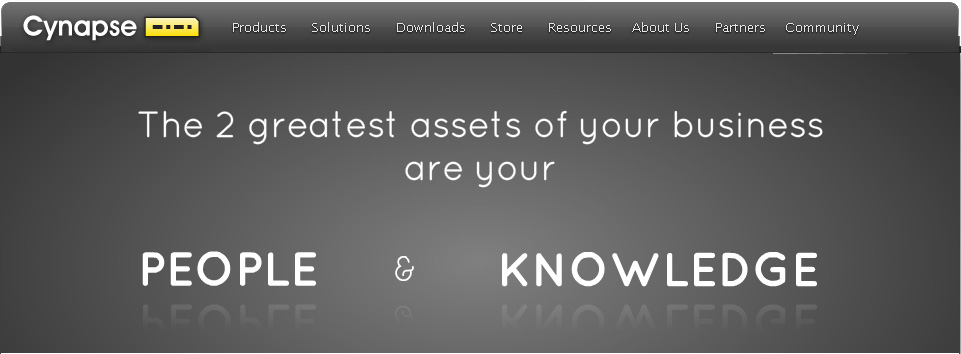 Cynapse Products Solutions Downloads Store Resources About Us Partners Community
The 2 greatest assets of your business
are your
PEOPLE & KNOWLEDGE